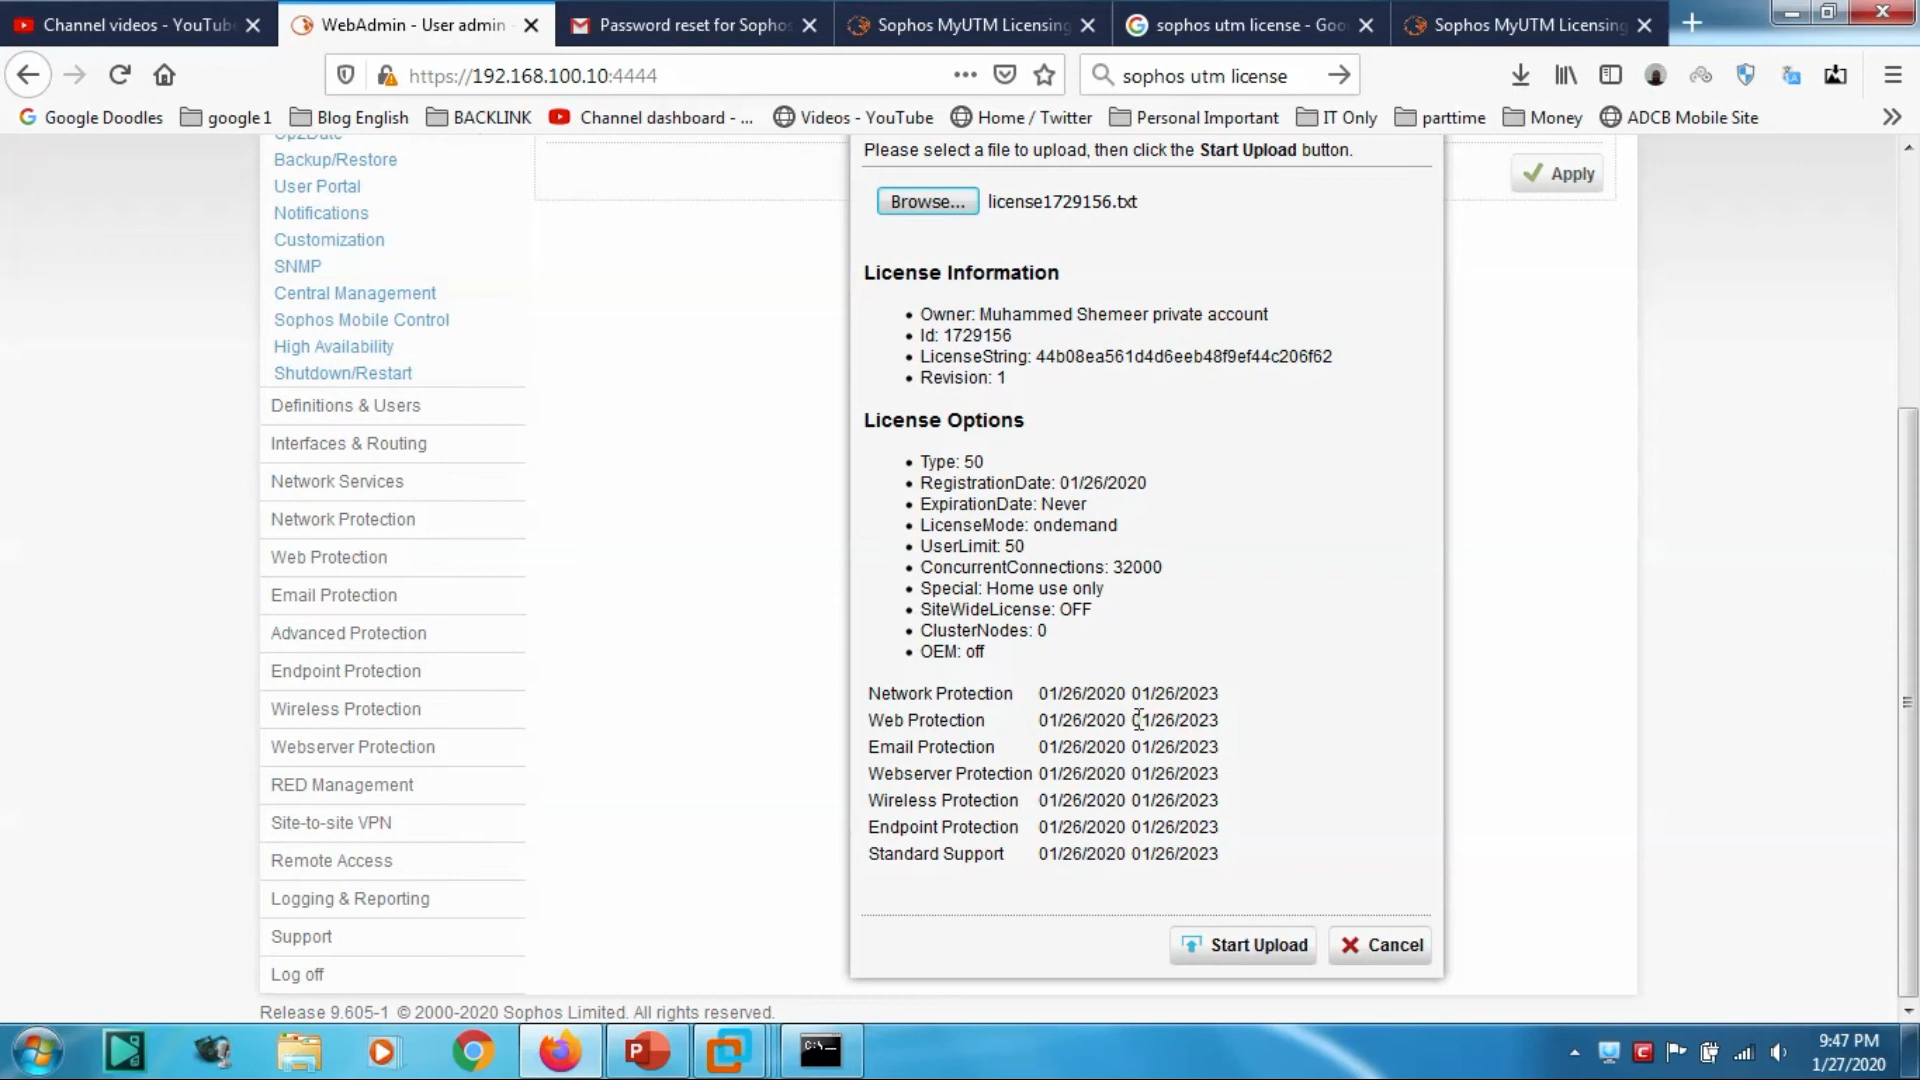 Channel videos - YouTube
WebAdmin - User admin
Password reset for Sophos
Sophos MyUTM Licensing
sophos utm license - Goo
Sophos MyUTM Licensing
https://192.168.100.10:4444
sophos utm license
Google Doodles
google1
Blog English
BACKLINK
Channel dashboard - ...
Videos - YouTube
Home / Twitter
Personal Important
IT Only
parttime
Money
ADCB Mobile Site
Up2Date
Backup/Restore
User Portal
Notifications
Customization
SNMP
Central Management
Sophos Mobile Control
High Availability
Shutdown/Restart
Definitions & Users
Interfaces & Routing
Network Services
Network Protection
Web Protection
Email Protection
Advanced Protection
Endpoint Protection
Wireless Protection
Webserver Protection
RED Management
Site-to-site VPN
Remote Access
Logging & Reporting
Support
Log off
Please select a file to upload, then click the Start Upload button.
Apply
Browse... license1729156.txt
License Information
• Owner: Muhammed Shemeer private account
• Id: 1729156
• LicenseString: 44b08ea561d4d6eeb48f9ef44c206f62
• Revision: 1
License Options
• Type: 50
• RegistrationDate: 01/26/2020
• ExpirationDate: Never
• LicenseMode: ondemand
• UserLimit: 50
• ConcurrentConnections: 32000
• Special: Home use only
• SiteWideLicense: OFF
• ClusterNodes: 0
• OEM: off
Network Protection 01/26/2020 01/26/2023
Web Protection 01/26/2020 01/26/2023
Email Protection 01/26/2020 01/26/2023
Webserver Protection 01/26/2020 01/26/2023
Wireless Protection 01/26/2020 01/26/2023
Endpoint Protection 01/26/2020 01/26/2023
Standard Support 01/26/2020 01/26/2023
Start Upload
Cancel
Release 9.605-1 © 2000-2020 Sophos Limited. All rights reserved.
9:47 PM
1/27/2020